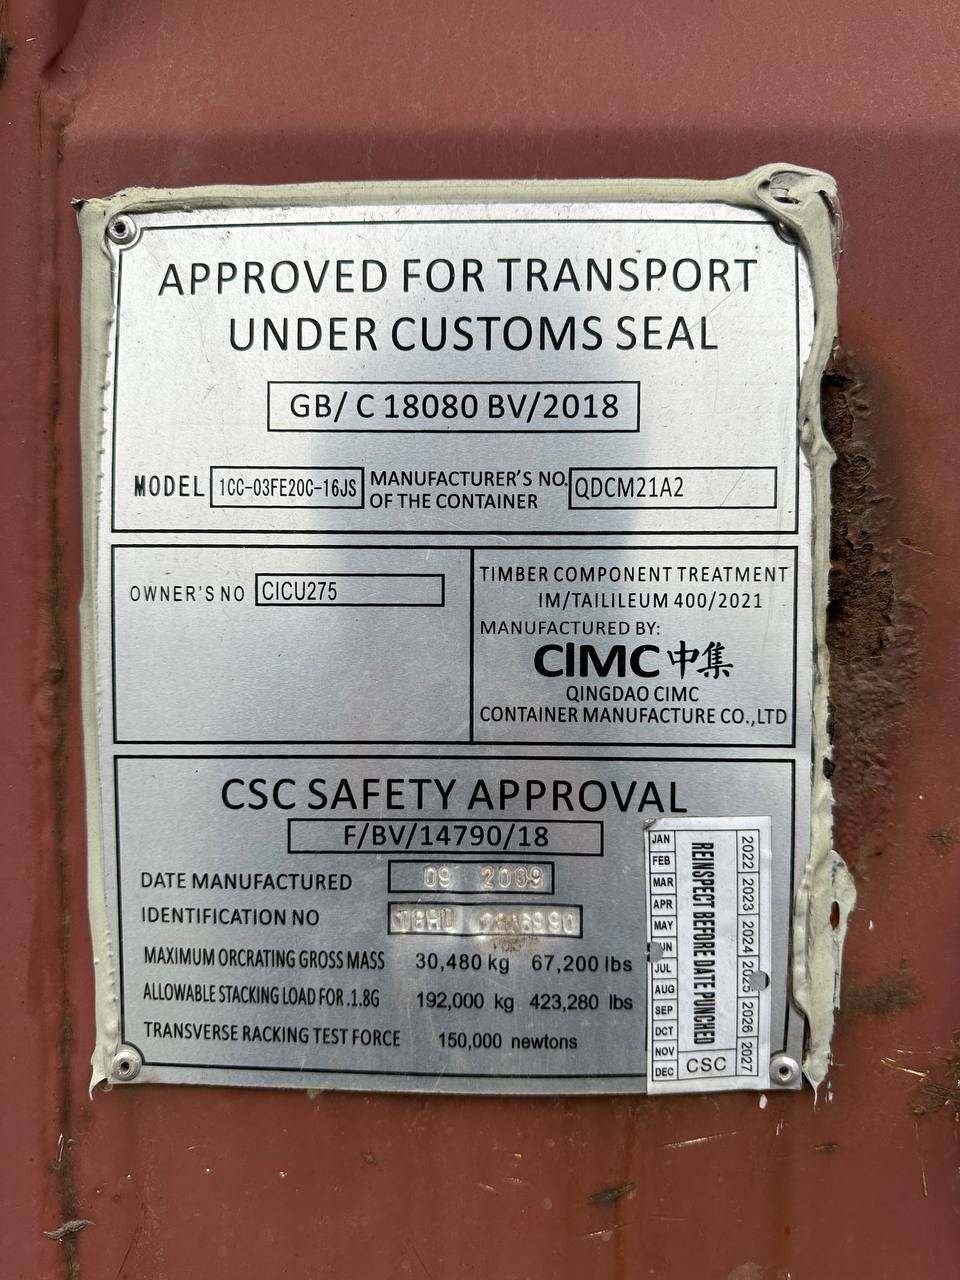 APPROVED FOR TRANSPORT
UNDER CUSTOMS SEAL
GB/ C 18080 BV/2018
MODEL 1CC-03FE20C-16JS MANUFACTURER'S NO. OF THE CONTAINER QDCM21A2
OWNER'S NO CICU275
TIMBER COMPONENT TREATMENT
IM/TAILILEUM 400/2021
MANUFACTURED BY:
CIMC 中集
QINGDAO CIMC
CONTAINER MANUFACTURE CO.,LTD
CSC SAFETY APPROVAL
F/BV/14790/18
DATE MANUFACTURED 09 2009
IDENTIFICATION NO
MAXIMUM ORCRATING GROSS MASS 30,480 kg 67,200 lbs
ALLOWABLE STACKING LOAD FOR .1.8G 192,000 kg 423,280 lbs
TRANSVERSE RACKING TEST FORCE 150,000 newtons
JAN
FEB
MAR
APR
MAY
JUN
JUL
AUG
SEP
OCT
NOV
DEC
REINSPECT BEFORE DATE PUNCHED
CSC
2022 2023 2024 2025 2026 2027